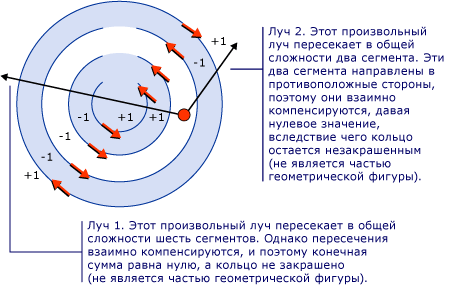 +1
Луч 2. Этот произвольный
луч пересекает в общей
сложности два сегмента. Эти
два сегмента направлены в
противоположные стороны,
поэтому они взаимно
компенсируются, давая
нулевое значение,
вследствие чего кольцо
остается незакрашенным
(не является частью
геометрической фигуры).
-1
-1 +1 +1
-1
-1
+1
Луч 1. Этот произвольный луч пересекает в общей
сложности шесть сегментов. Однако пересечения
взаимно компенсируются, и поэтому конечная
сумма равна нулю, а кольцо не закрашено
(не является частью геометрической фигуры).